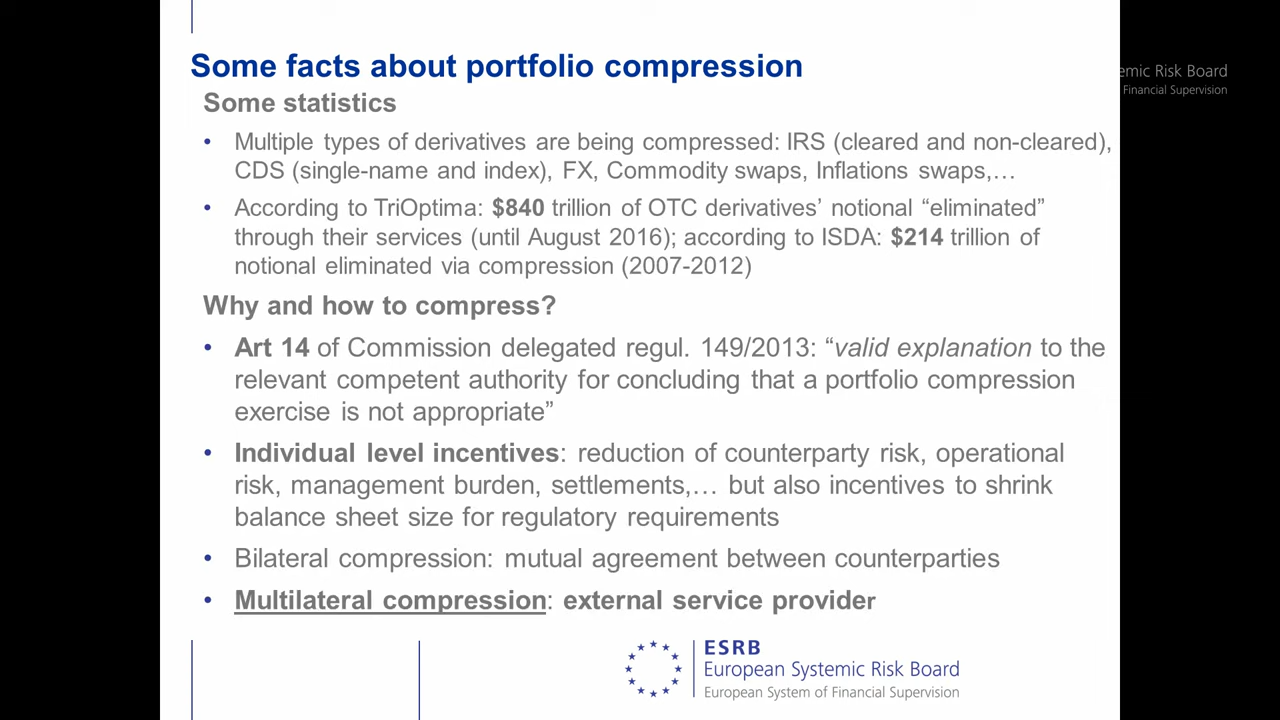 Some facts about portfolio compression
Some statistics
• Multiple types of derivatives are being compressed: IRS (cleared and non-cleared),
CDS (single-name and index), FX, Commodity swaps, Inflations swaps,…
• According to TriOptima: $840 trillion of OTC derivatives’ notional “eliminated”
through their services (until August 2016); according to ISDA: $214 trillion of
notional eliminated via compression (2007-2012)
Why and how to compress?
• Art 14 of Commission delegated regul. 149/2013: “valid explanation to the
relevant competent authority for concluding that a portfolio compression
exercise is not appropriate”
• Individual level incentives: reduction of counterparty risk, operational
risk, management burden, settlements,… but also incentives to shrink
balance sheet size for regulatory requirements
• Bilateral compression: mutual agreement between counterparties
• Multilateral compression: external service provider
ESRB
European Systemic Risk Board
European System of Financial Supervision
emic Risk Board
Financial Supervision